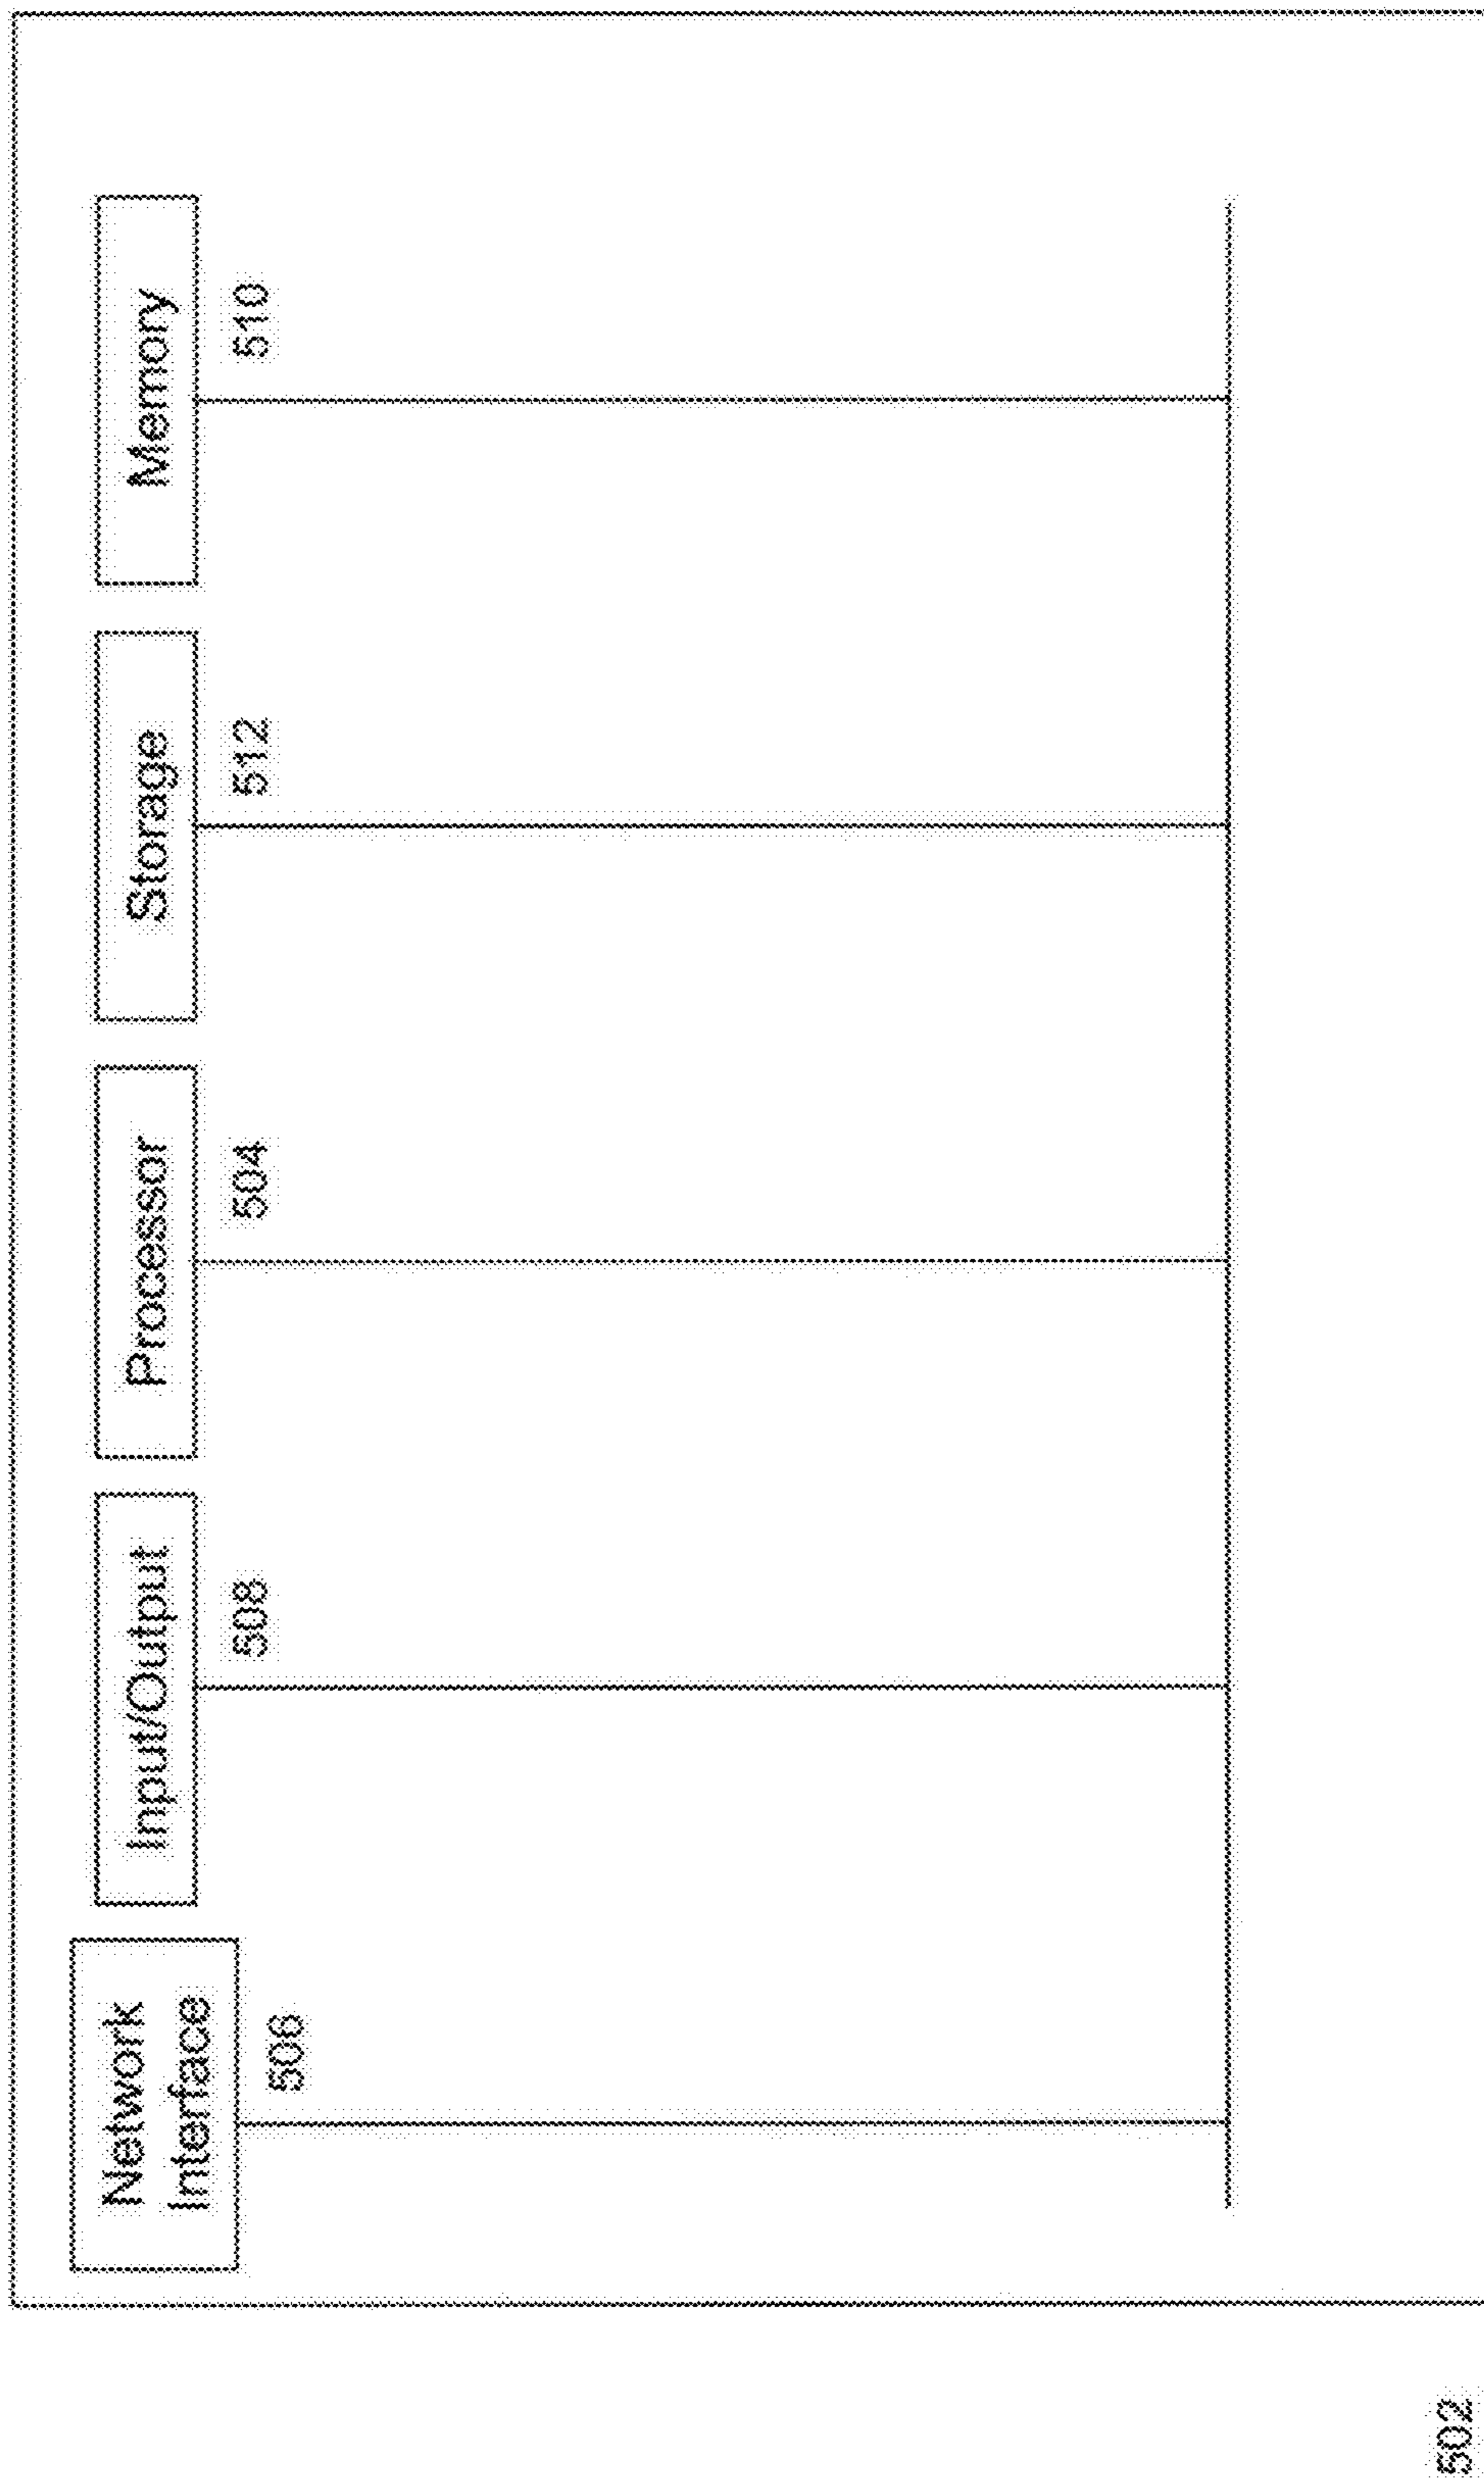 Network
Interface
506
Input/Output
508
Processor
504
Storage
512
Memory
510
502